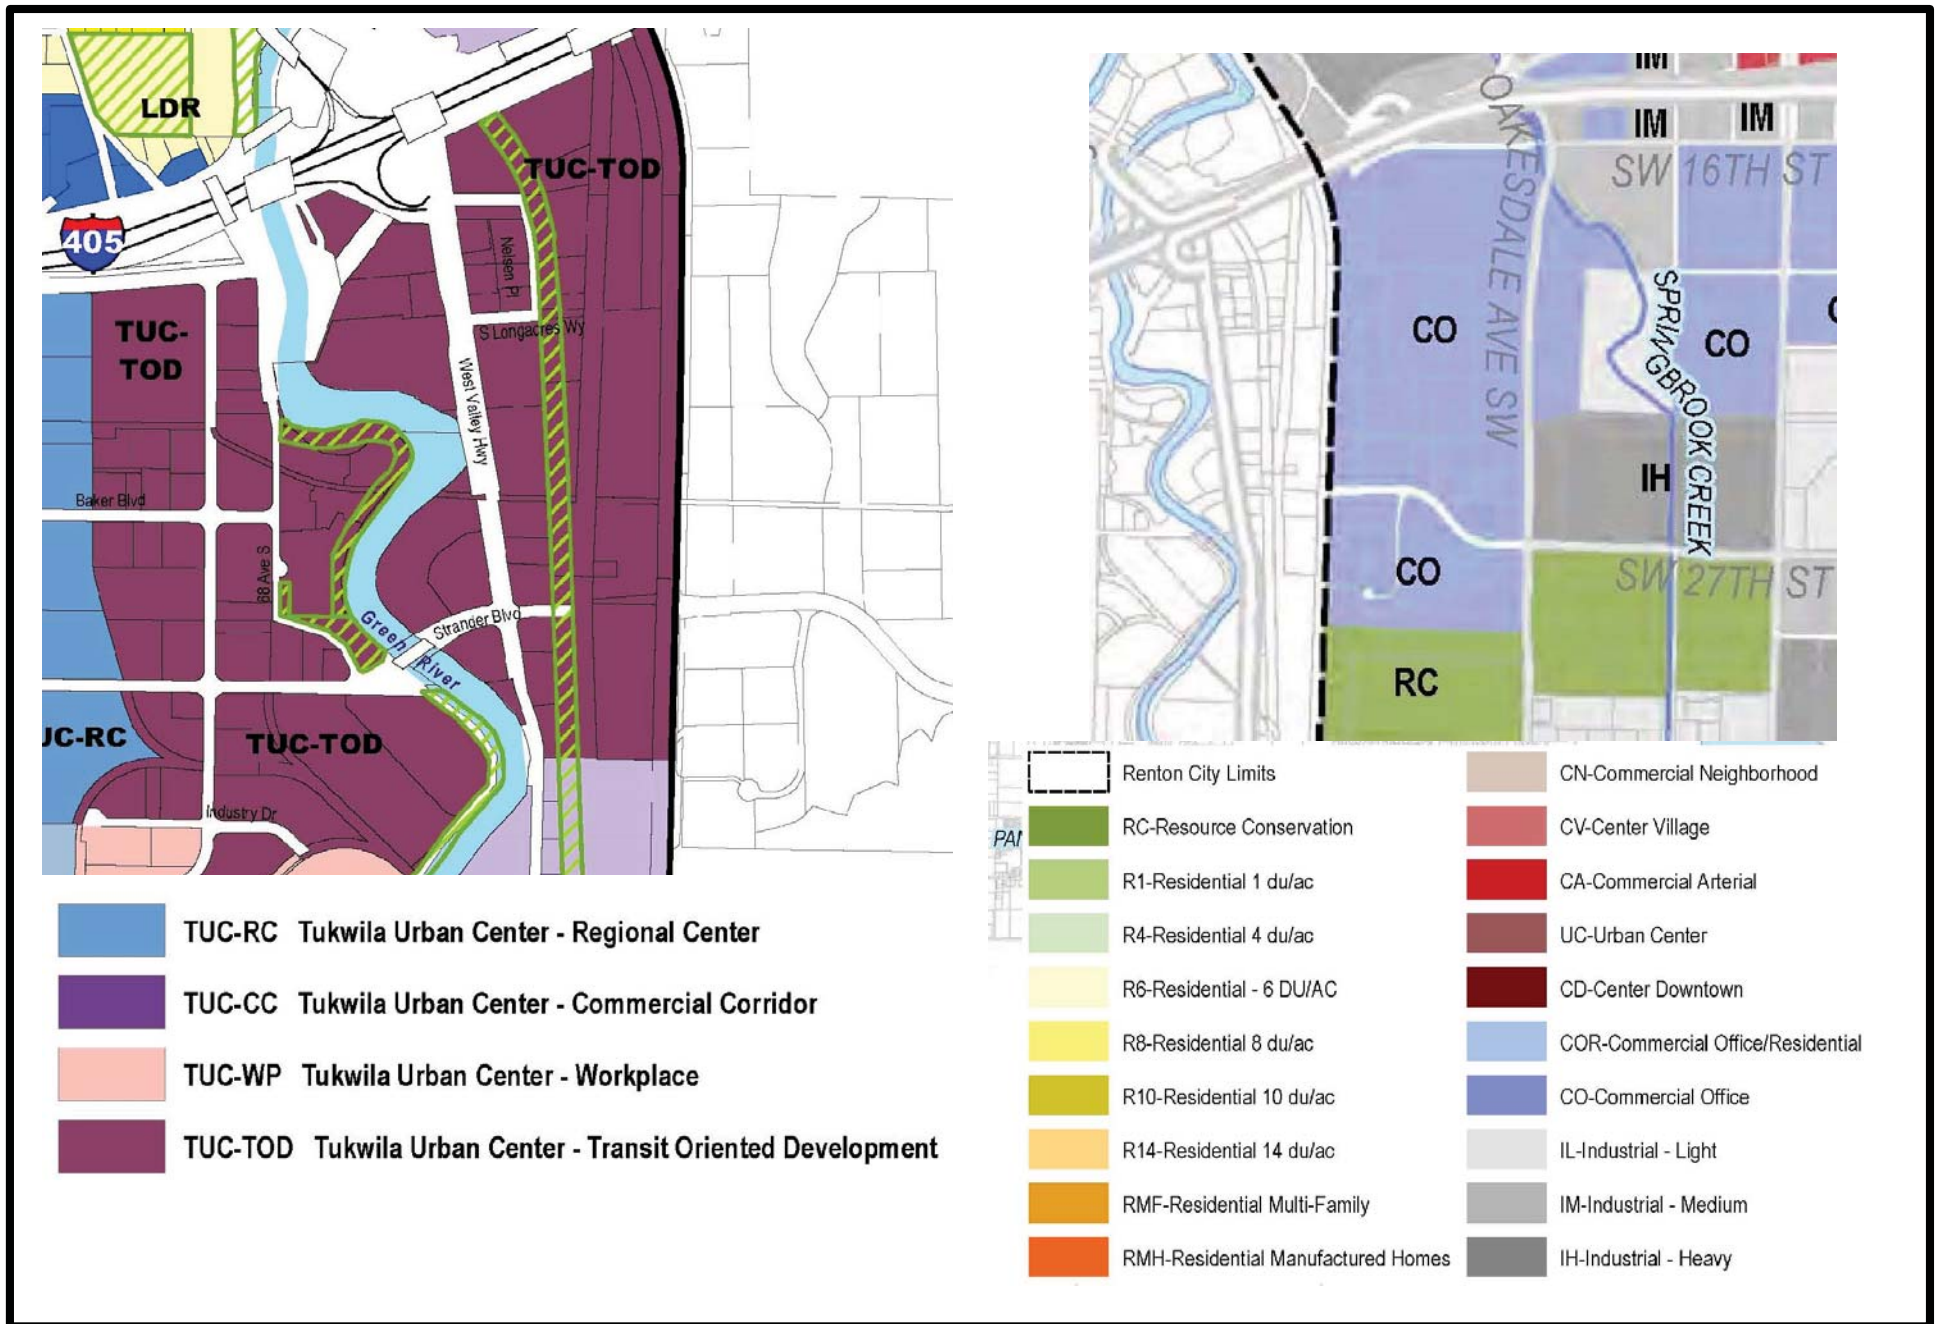 LDR
TUC-TOD
405
Nelsen Pl
S Longacres Wy
TUC-
TOD
West Valley Hwy
Baker Blvd
68 Ave S
Strander Blvd
Green River
UC-RC
TUC-TOD
Industry Dr
TUC-RC Tukwila Urban Center - Regional Center
TUC-CC Tukwila Urban Center - Commercial Corridor
TUC-WP Tukwila Urban Center - Workplace
TUC-TOD Tukwila Urban Center - Transit Oriented Development
IM
IM
IM
OAKESDALE AVE SW
SW 16TH ST
CO
SPRINGBROOK CREEK
CO
IH
CO
SW 27TH ST
RC
Renton City Limits
RC-Resource Conservation
R1-Residential 1 du/ac
R4-Residential 4 du/ac
R6-Residential - 6 DU/AC
R8-Residential 8 du/ac
R10-Residential 10 du/ac
R14-Residential 14 du/ac
RMF-Residential Multi-Family
RMH-Residential Manufactured Homes
CN-Commercial Neighborhood
CV-Center Village
CA-Commercial Arterial
UC-Urban Center
CD-Center Downtown
COR-Commercial Office/Residential
CO-Commercial Office
IL-Industrial - Light
IM-Industrial - Medium
IH-Industrial - Heavy